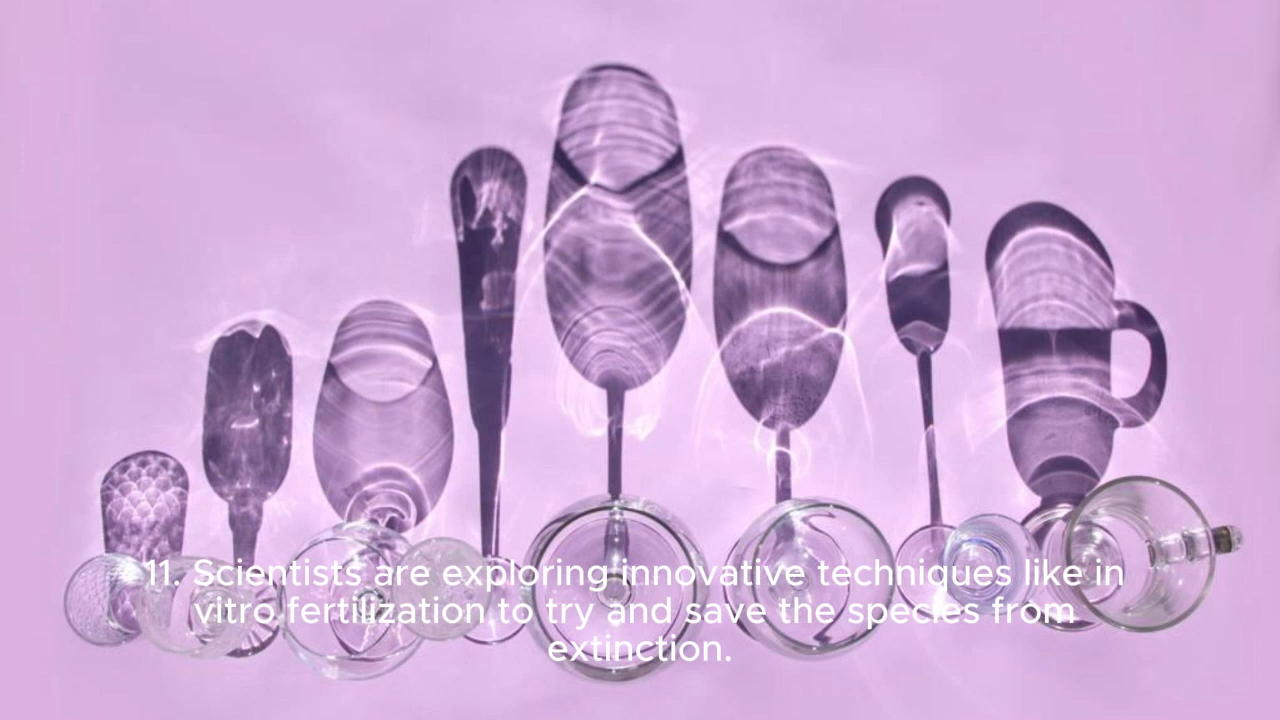 11. Scientists are exploring innovative techniques like in
vitro fertilization to try and save the species from
extinction.